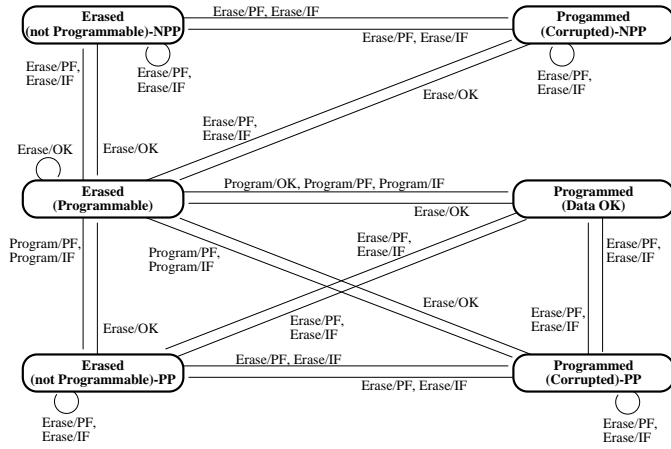 Erased
(not Programmable)-NPP
Erase/PF, Erase/IF
Progammed
(Corrupted)-NPP
Erase/PF, Erase/IF
Erase/PF,
Erase/IF
Erase/PF,
Erase/IF
Erase/PF,
Erase/IF
Erase/OK
Erase/PF,
Erase/IF
Erase/OK
Erase/OK
Erased
(Programmable)
Program/OK, Program/PF, Program/IF
Erase/OK
Programmed
(Data OK)
Program/PF,
Program/IF
Program/PF,
Program/IF
Erase/PF,
Erase/IF
Erase/PF,
Erase/IF
Erase/OK
Erase/OK
Erase/PF,
Erase/IF
Erase/PF,
Erase/IF
Erased
(not Programmable)-PP
Erase/PF, Erase/IF
Erase/PF, Erase/IF
Programmed
(Corrupted)-PP
Erase/PF,
Erase/IF
Erase/PF,
Erase/IF